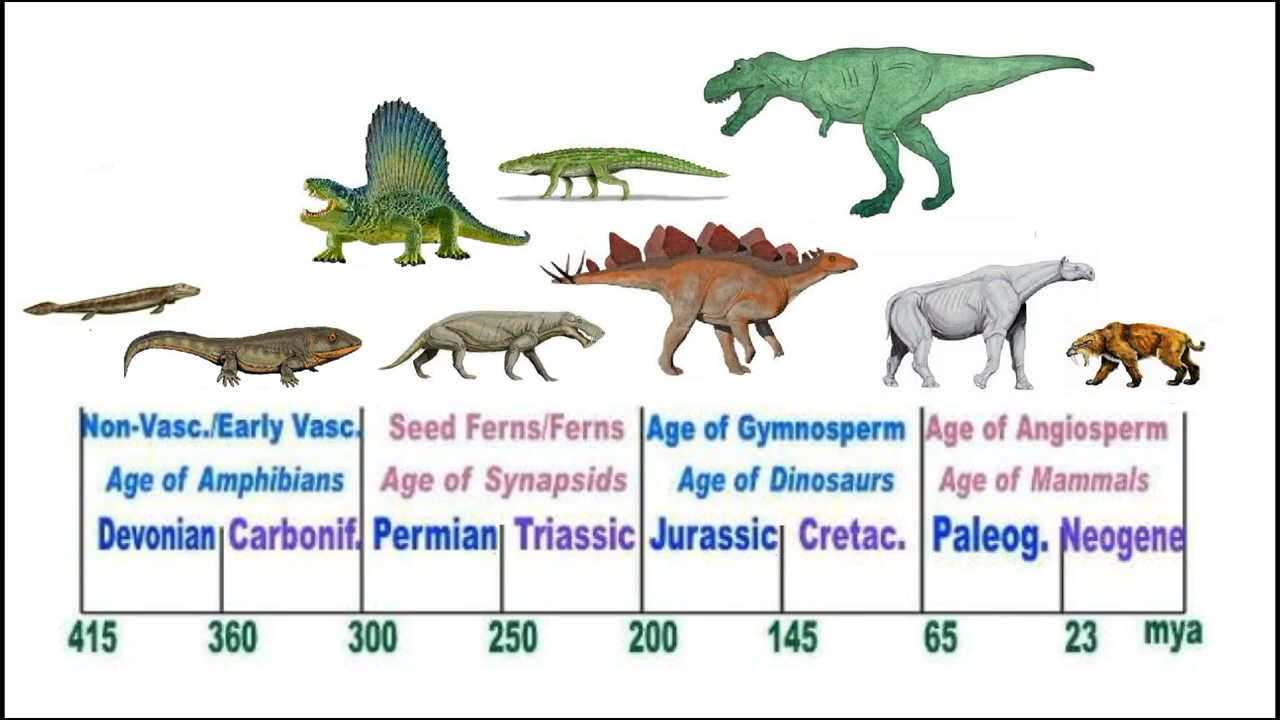 Non-Vasc./Early Vasc. Seed Ferns/Ferns Age of Gymnosperm Age of Angiosperm
Age of Amphibians Age of Synapsids Age of Dinosaurs Age of Mammals
Devonian Carbonif. Permian Triassic Jurassic Cretac. Paleog. Neogene
415 360 300 250 200 145 65 23 mya